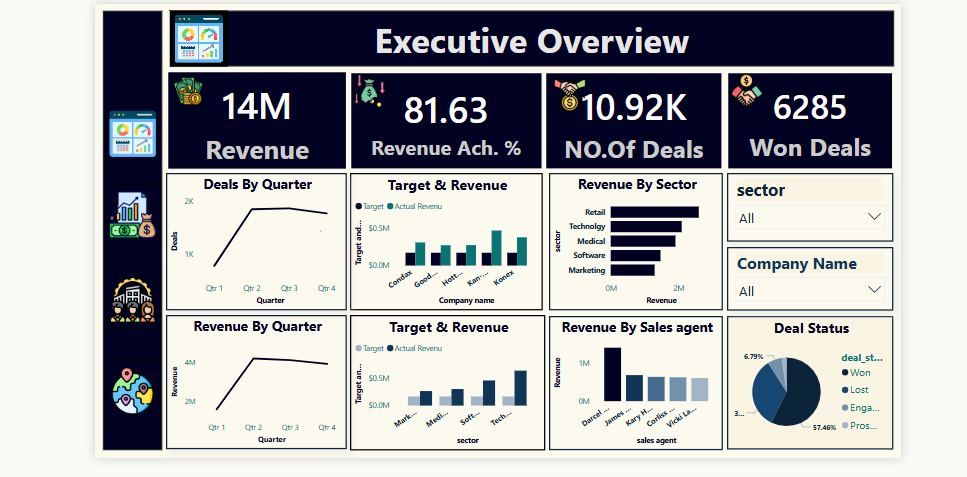 Executive Overview
14M
Revenue
81.63
Revenue Ach. %
10.92K
NO.Of Deals
6285
Won Deals
Deals By Quarter
2K
1K
Deals
Qtr 1
Qtr 2
Qtr 3
Qtr 4
Quarter
Target & Revenue
Target
Actual Revenu
Target and...
$0.5M
$0.0M
Condax
Good...
Hott...
Kan-...
Konex
Company name
Revenue By Sector
sector
Retail
Technolgy
Medical
Software
Marketing
0M
2M
Revenue
sector
All
Company Name
All
Revenue By Quarter
4M
2M
Revenue
Qtr 1
Qtr 2
Qtr 3
Qtr 4
Quarter
Target & Revenue
Target
Actual Revenu
Target an...
$0.5M
$0.0M
Mark...
Medi...
Soft...
Tech...
sector
Revenue By Sales agent
1M
0M
Revenue
Darcel ...
James ...
Kary H...
Corliss ...
Vicki La...
sales agent
Deal Status
6.79%
3...
57.46%
deal_st...
Won
Lost
Enga...
Pros...